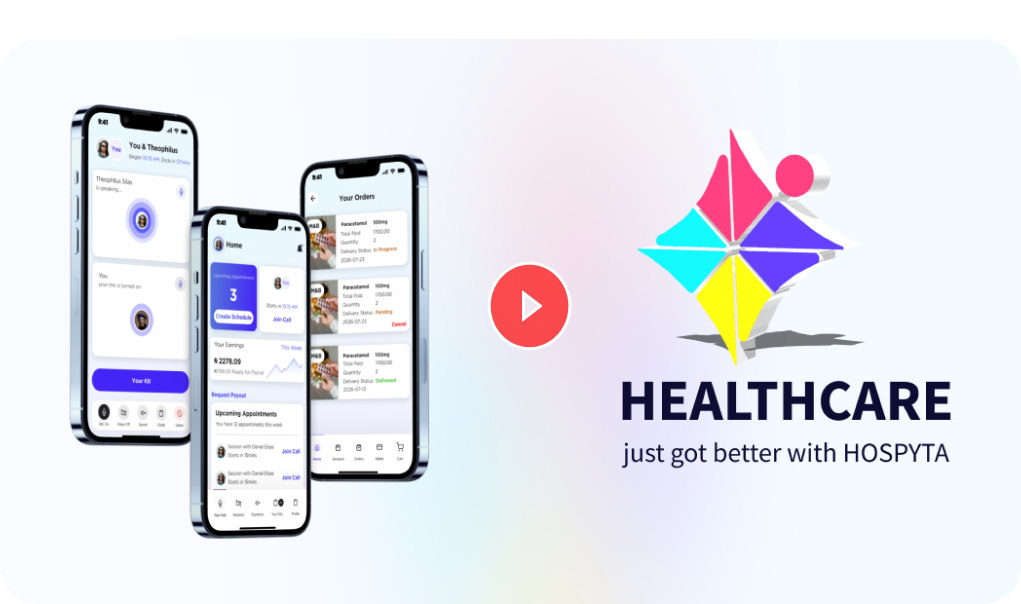 9:41
You & Theophilus
You
Began 10:15 AM, Ends in 57mins
Theophilus Silas
is speaking...
You
your mic is turned on
Your Kit
Mic On
Video Off
Sound
Chats
Leave
9:41
Home
Upcoming Appointments
3
Create Schedule
You
Starts in 10:15 AM
Join Call
Your Earnings
This Week
₦ 2278.09
Ready for Payout
Request Payout
Upcoming Appointments
You have 12 appointments this week
Session with Daniel Ekpe
Starts in 15mins
Join Call
Session with Daniel Ekpe
Starts in 15mins
Join Call
Sessions
Payments
Profile
9:41
Your Orders
M&B
Paracetamol 100mg
Total Paid 1700.00
Quantity 2
Delivery Status In Progress
2026-07-23
M&B
Paracetamol 100mg
Total Paid 1700.00
Quantity 2
Delivery Status Pending
2026-07-23
Cancel
M&B
Paracetamol 100mg
Total Paid 1700.00
Quantity 2
Delivery Status Delivered
2026-07-13
Home
Sessions
Orders
Wallet
Cart
HEALTHCARE
just got better with HOSPYTA